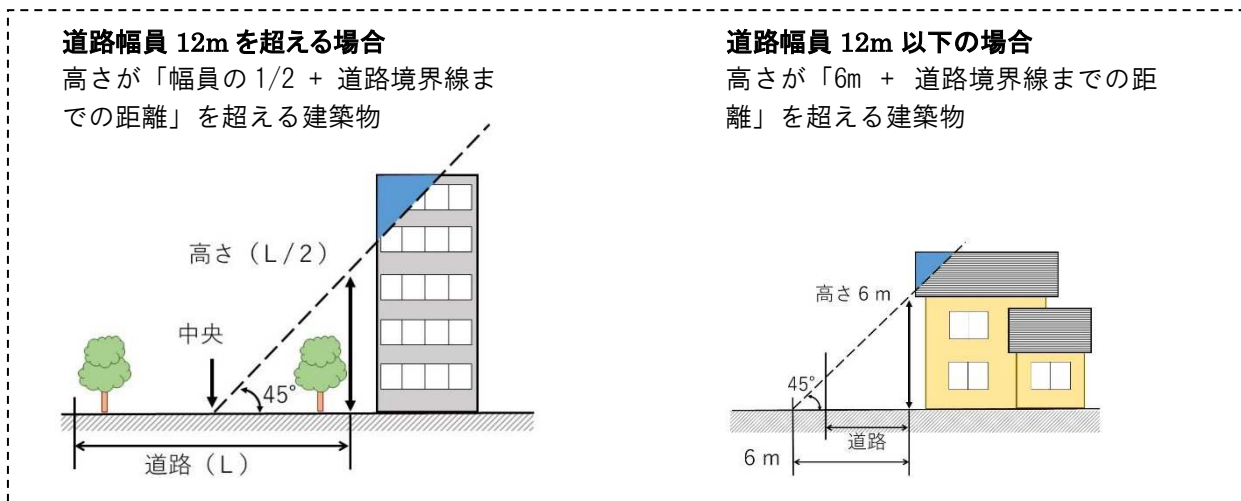 道路幅員 12m を超える場合
高さが「幅員の 1/2 + 道路境界線ま
での距離」を超える建築物
高さ（L/2）
中央
45°
道路（L）
道路幅員 12m 以下の場合
高さが「6m + 道路境界線までの距
離」を超える建築物
高さ 6 m
45°
道路
6 m